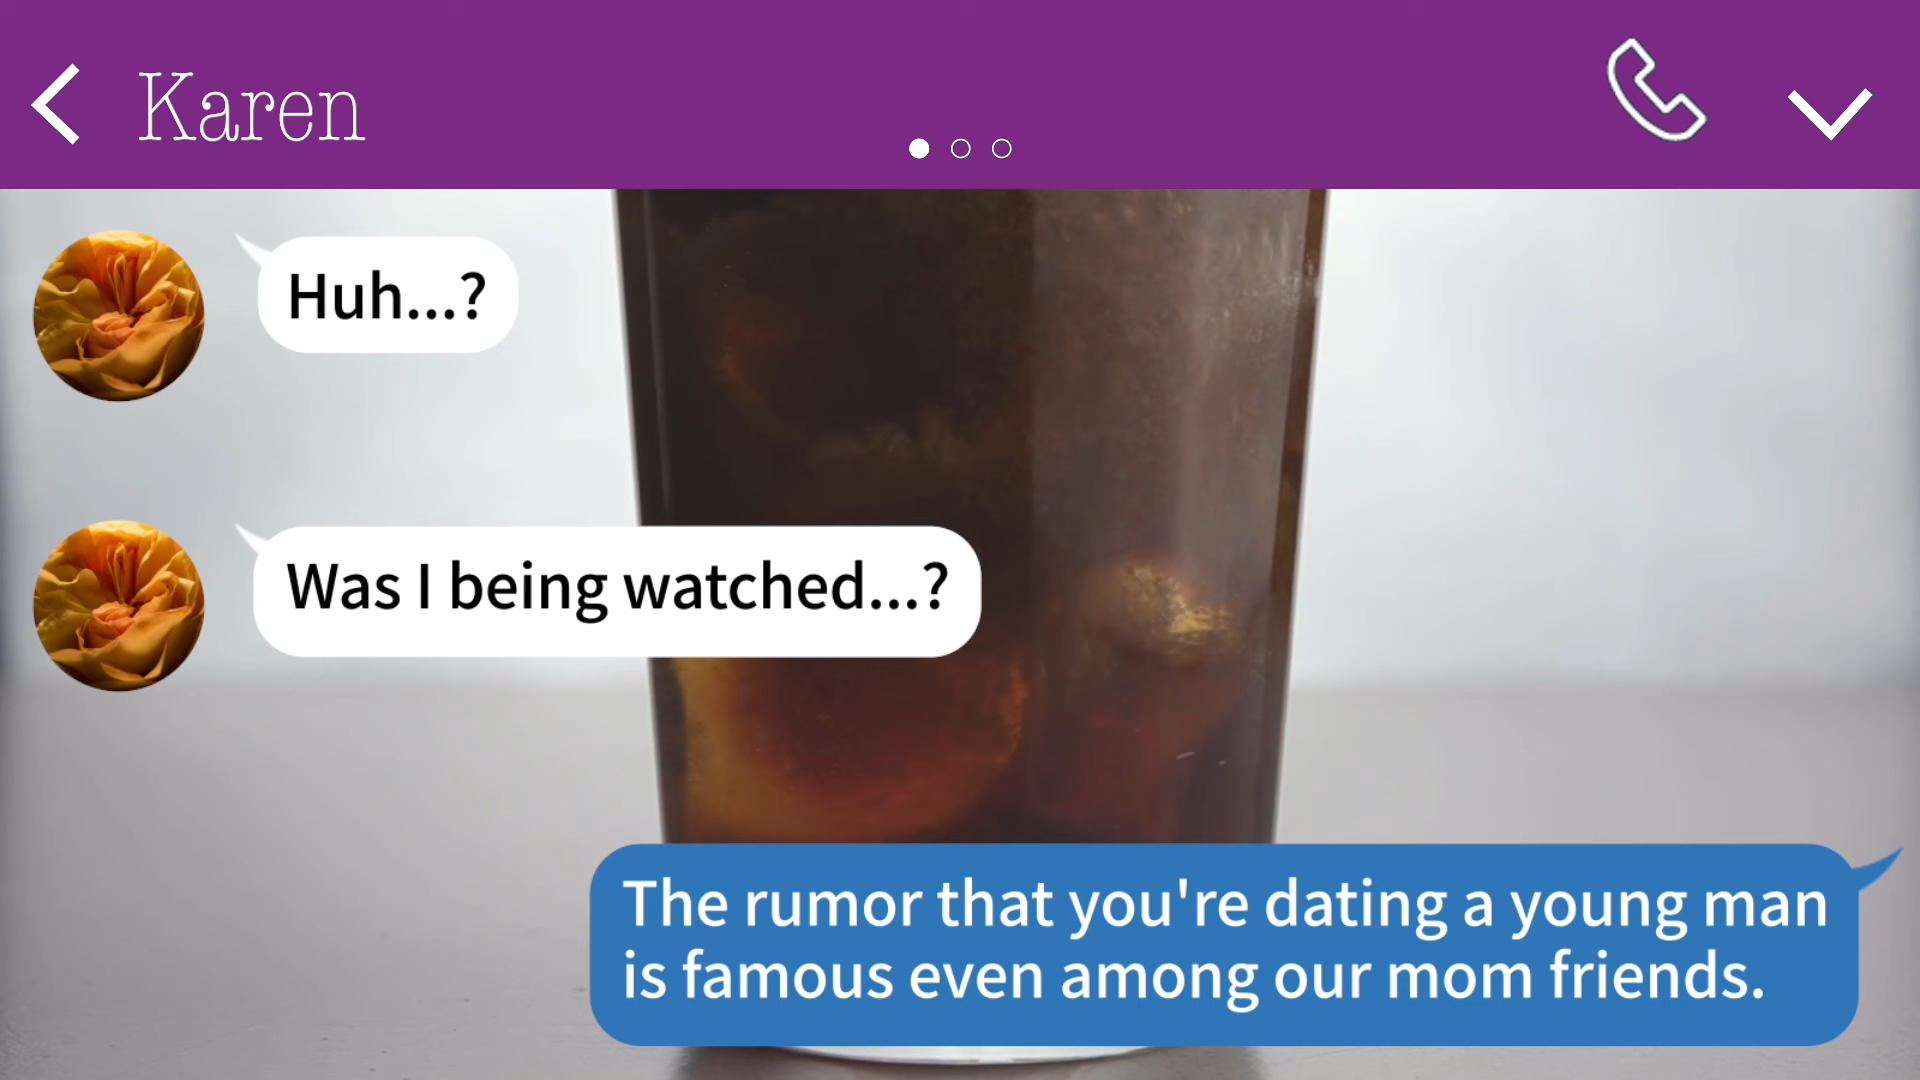 Karen
Huh...?
Was I being watched...?
The rumor that you're dating a young man
is famous even among our mom friends.